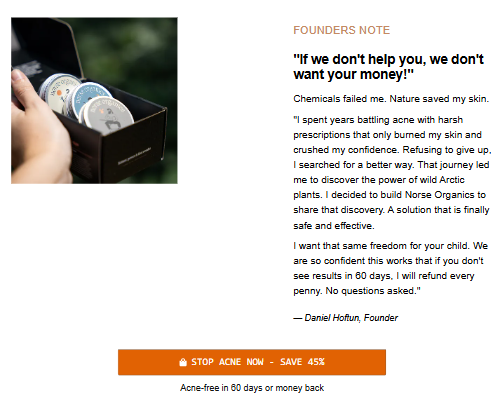 FOUNDERS NOTE
"If we don't help you, we don't
want your money!"
Chemicals failed me. Nature saved my skin.
"I spent years battling acne with harsh
prescriptions that only burned my skin and
crushed my confidence. Refusing to give up,
I searched for a better way. That journey led
me to discover the power of wild Arctic
plants. I decided to build Norse Organics to
share that discovery. A solution that is finally
safe and effective.
I want that same freedom for your child. We
are so confident this works that if you don't
see results in 60 days, I will refund every
penny. No questions asked."
— Daniel Hoftun, Founder
STOP ACNE NOW - SAVE 45%
Acne-free in 60 days or money back